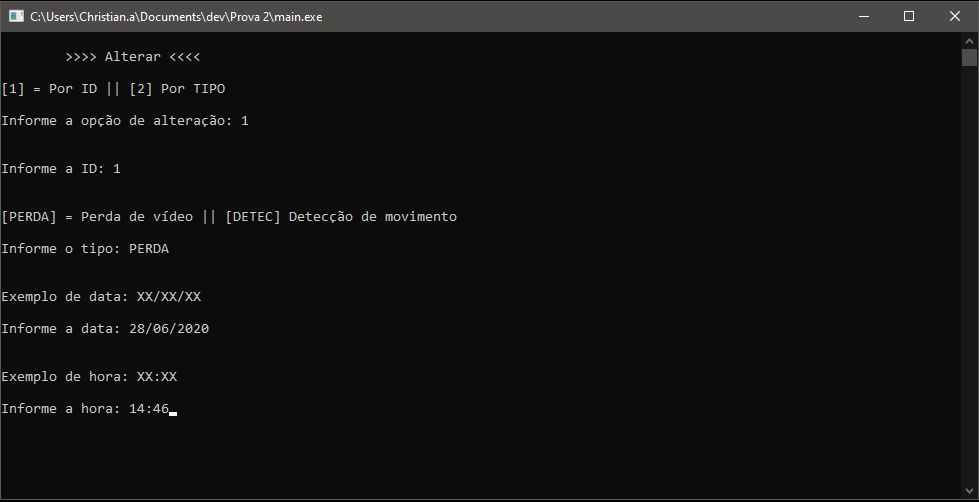 C:\Users\Christian.a\Documents\dev\Prova 2\main.exe
>>>> Alterar <<<<
[1] = Por ID || [2] Por TIPO
Informe a opção de alteração: 1
Informe a ID: 1
[PERDA] = Perda de vídeo || [DETEC] Detecção de movimento
Informe o tipo: PERDA
Exemplo de data: XX/XX/XX
Informe a data: 28/06/2020
Exemplo de hora: XX:XX
Informe a hora: 14:46